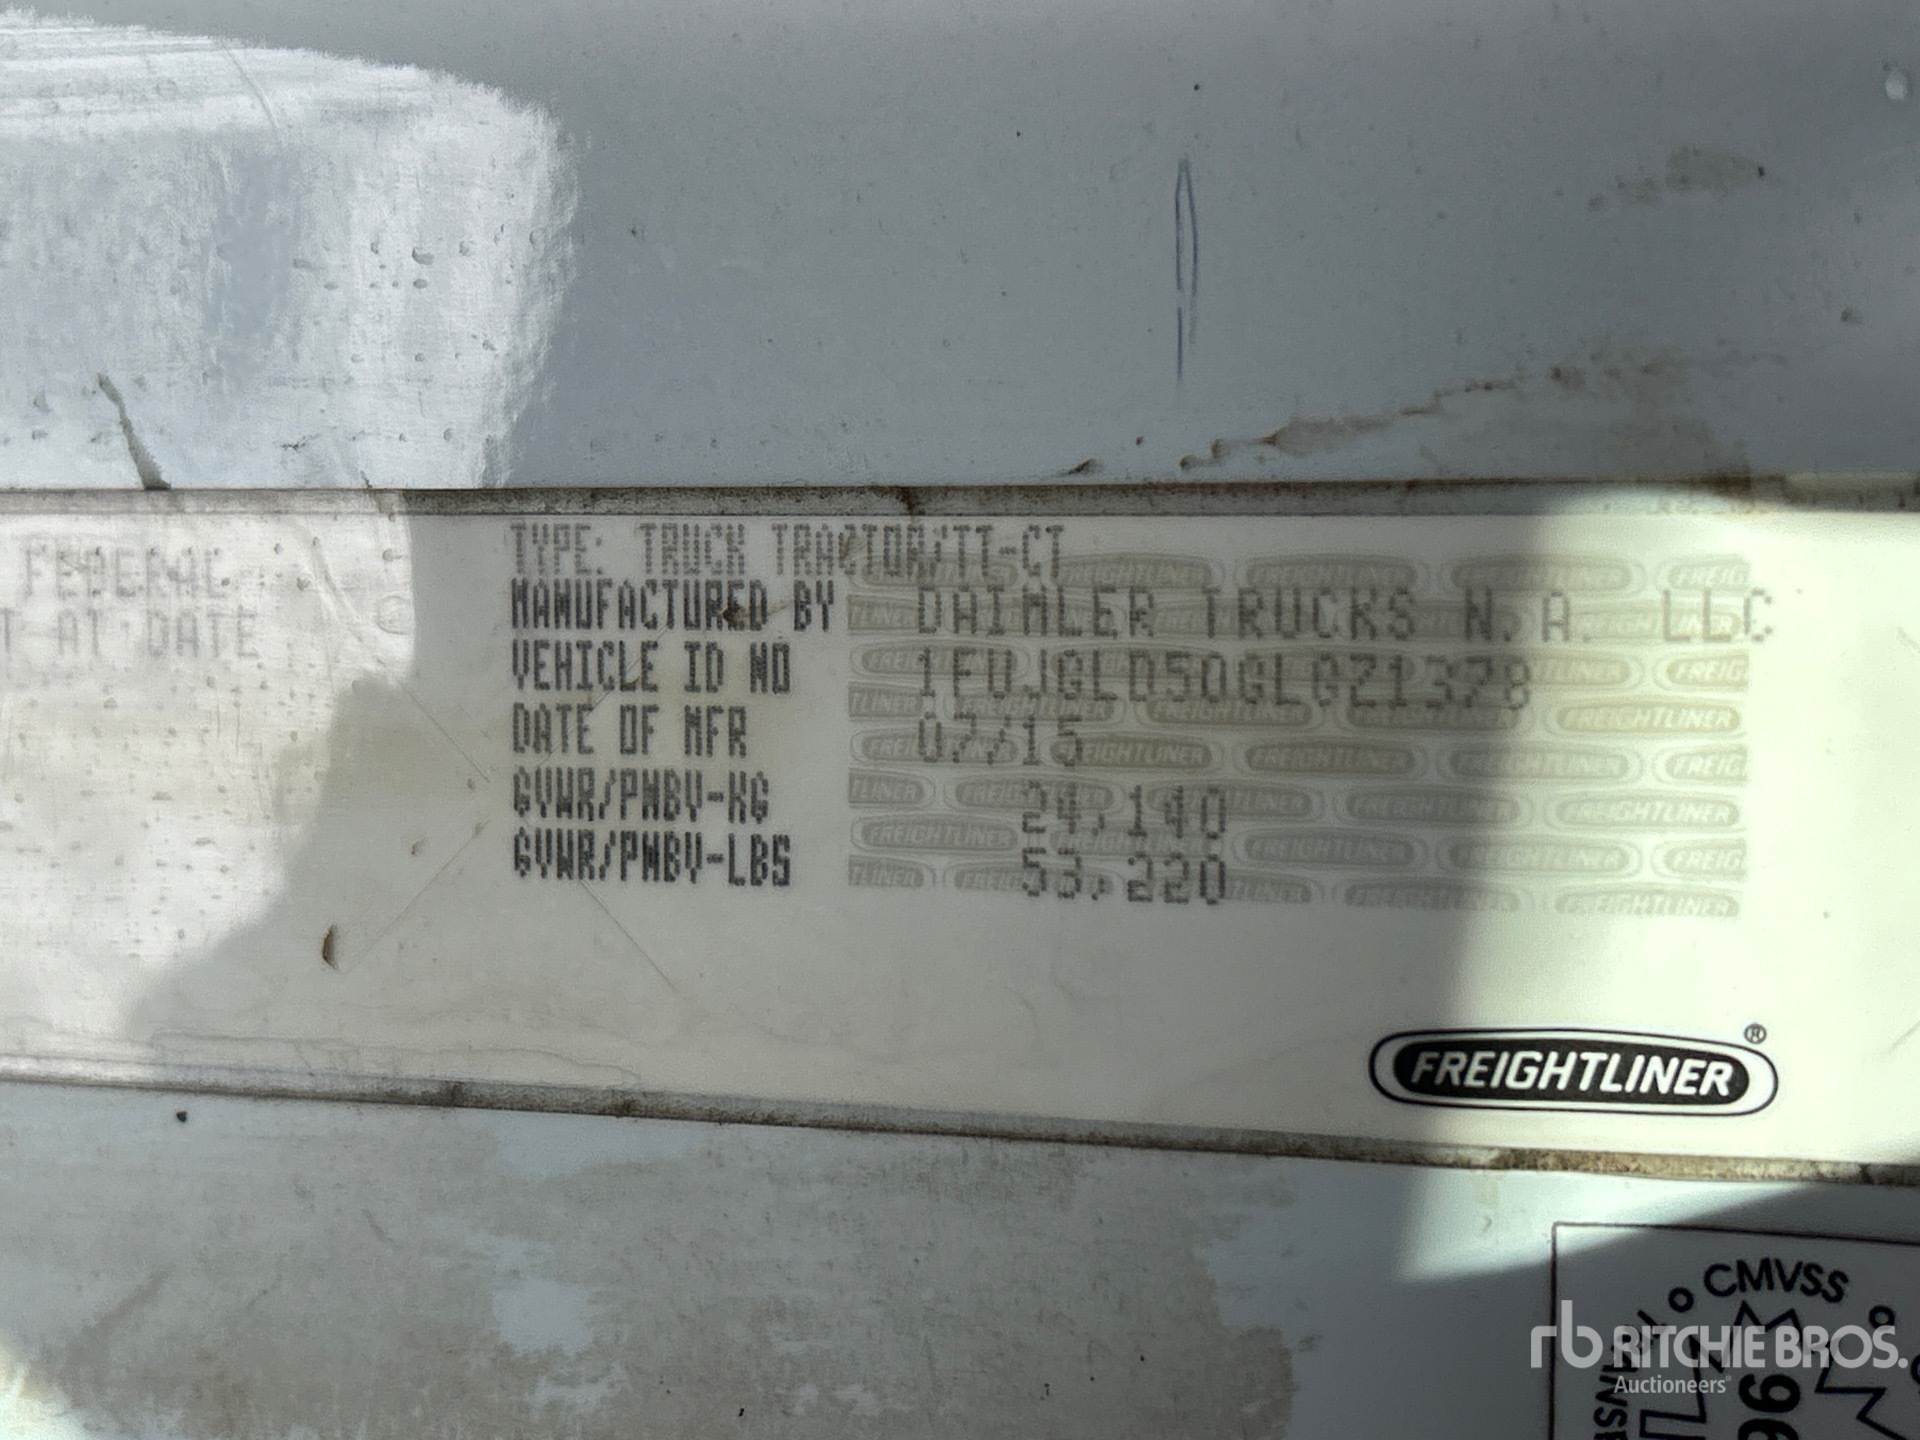 FEDERAL
T AT DATE
TYPE: TRUCK TRACTOR/TT-CT
MANUFACTURED BY DAIMLER TRUCKS N.A. LLC
VEHICLE ID NO 1FUJGLD50GLGZ1378
DATE OF MFR 07/15
GVWR/PNBV-KG 24,140
GVWR/PNBV-LBS 53,220
FREIGHTLINER®
CMVSS
rb RITCHIE BROS.
Auctioneers